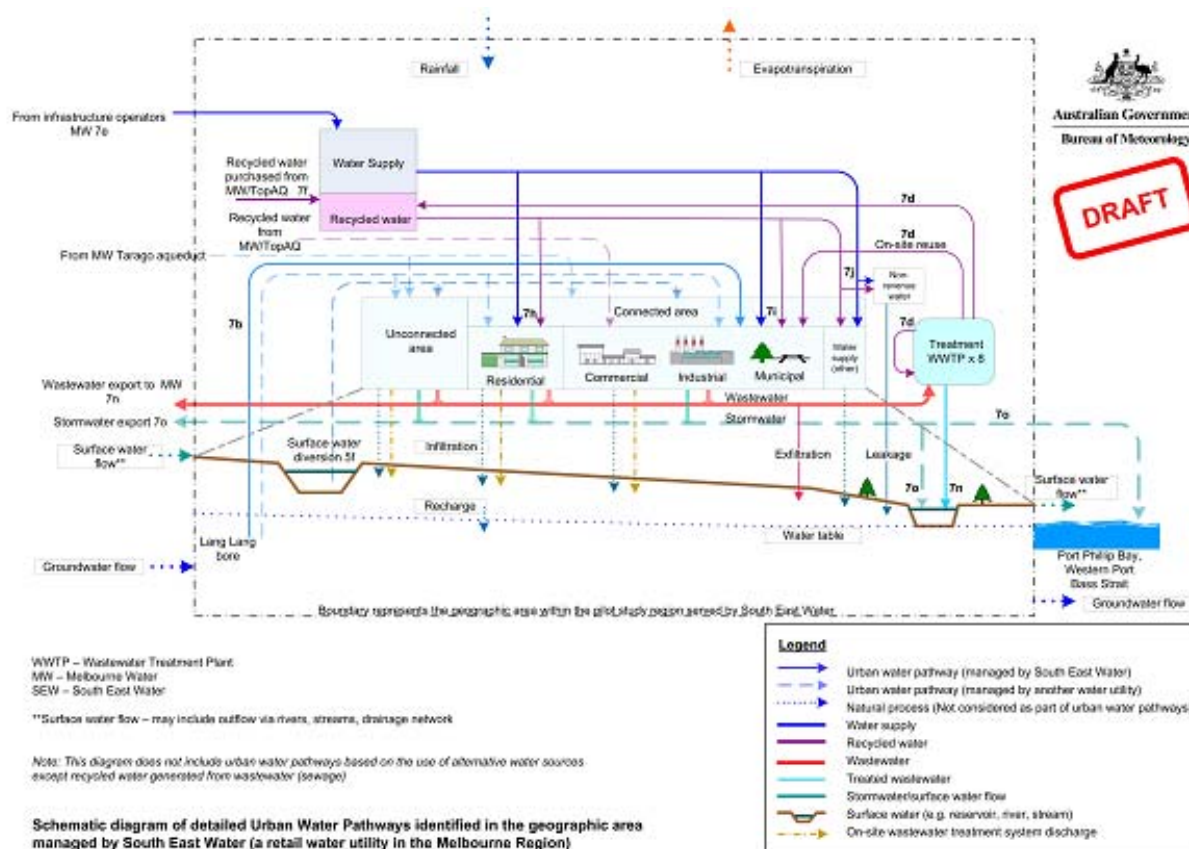 Rainfall
Evapotranspiration
Australian Government
Bureau of Meteorology
DRAFT
From infrastructure operators
MW 7e
Water Supply
Recycled water
purchased from
MW/TopAQ 7f
Recycled water
Recycled water
from
MW/TopAQ
From MW Tarago aqueduct
7d
7d
On-site reuse
7j
Non-
revenue
water
7b
Unconnected
area
7h
Connected area
7i
7d
Treatment
WWTP x 8
Residential
Commercial
Industrial
Municipal
Water
supply
(other)
Wastewater export to MW
7n
Wastewater
Stormwater export 7o
Stormwater
7o
Surface water
flow**
Surface water
diversion 5f
Infiltration
Exfiltration
Leakage
7o
7n
Surface water
flow**
Recharge
Water table
Lang Lang
bore
Groundwater flow
Port Phillip Bay,
Western Port
Bass Strait
Groundwater flow
Boundary represents the geographic area within the pilot study region served by South East Water
WWTP – Wastewater Treatment Plant
MW – Melbourne Water
SEW – South East Water
**Surface water flow – may include outflow via rivers, streams, drainage network
Note: This diagram does not include urban water pathways based on the use of alternative water sources
except recycled water generated from wastewater (sewage)
Schematic diagram of detailed Urban Water Pathways identified in the geographic area
managed by South East Water (a retail water utility in the Melbourne Region)
Legend
Urban water pathway (managed by South East Water)
Urban water pathway (managed by another water utility)
Natural process (Not considered as part of urban water pathways
Water supply
Recycled water
Wastewater
Treated wastewater
Stormwater/surface water flow
Surface water (e.g. reservoir, river, stream)
On-site wastewater treatment system discharge